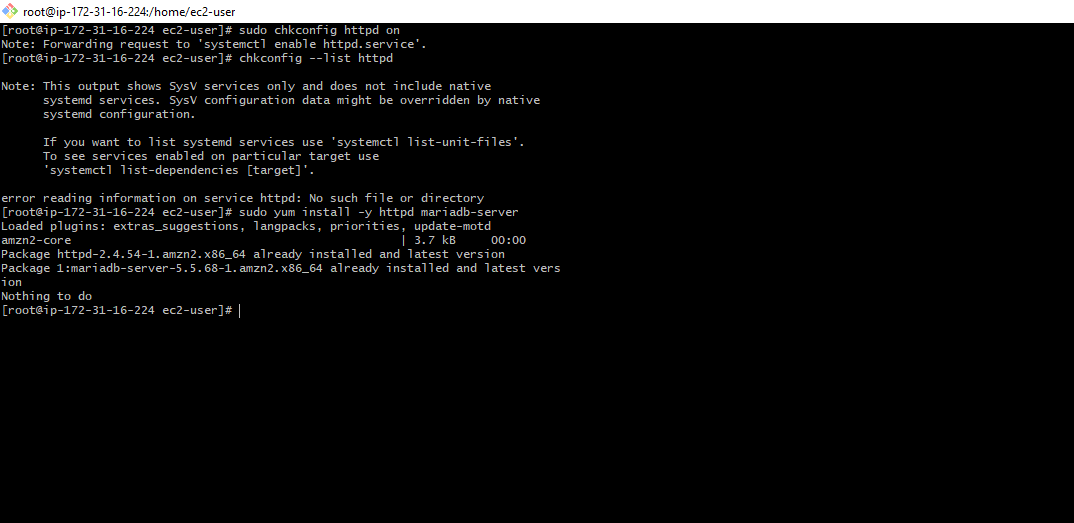 root@ip-172-31-16-224:/home/ec2-user
[root@ip-172-31-16-224 ec2-user]# sudo chkconfig httpd on
Note: Forwarding request to 'systemctl enable httpd.service'.
[root@ip-172-31-16-224 ec2-user]# chkconfig --list httpd
Note: This output shows SysV services only and does not include native
systemd services. SysV configuration data might be overridden by native
systemd configuration.
If you want to list systemd services use 'systemctl list-unit-files'.
To see services enabled on particular target use
'systemctl list-dependencies [target]'.
error reading information on service httpd: No such file or directory
[root@ip-172-31-16-224 ec2-user]# sudo yum install -y httpd mariadb-server
Loaded plugins: extras_suggestions, langpacks, priorities, update-motd
amzn2-core | 3.7 kB 00:00
Package httpd-2.4.54-1.amzn2.x86_64 already installed and latest version
Package 1:mariadb-server-5.5.68-1.amzn2.x86_64 already installed and latest vers
ion
Nothing to do
[root@ip-172-31-16-224 ec2-user]#